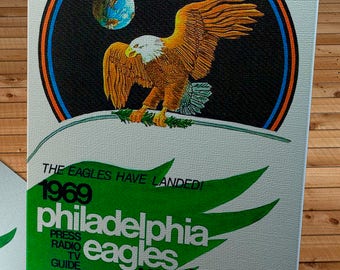 THE EAGLES HAVE LANDED!
1969
philadelphia
PRESS
RADIO
TV
GUIDE
eagles